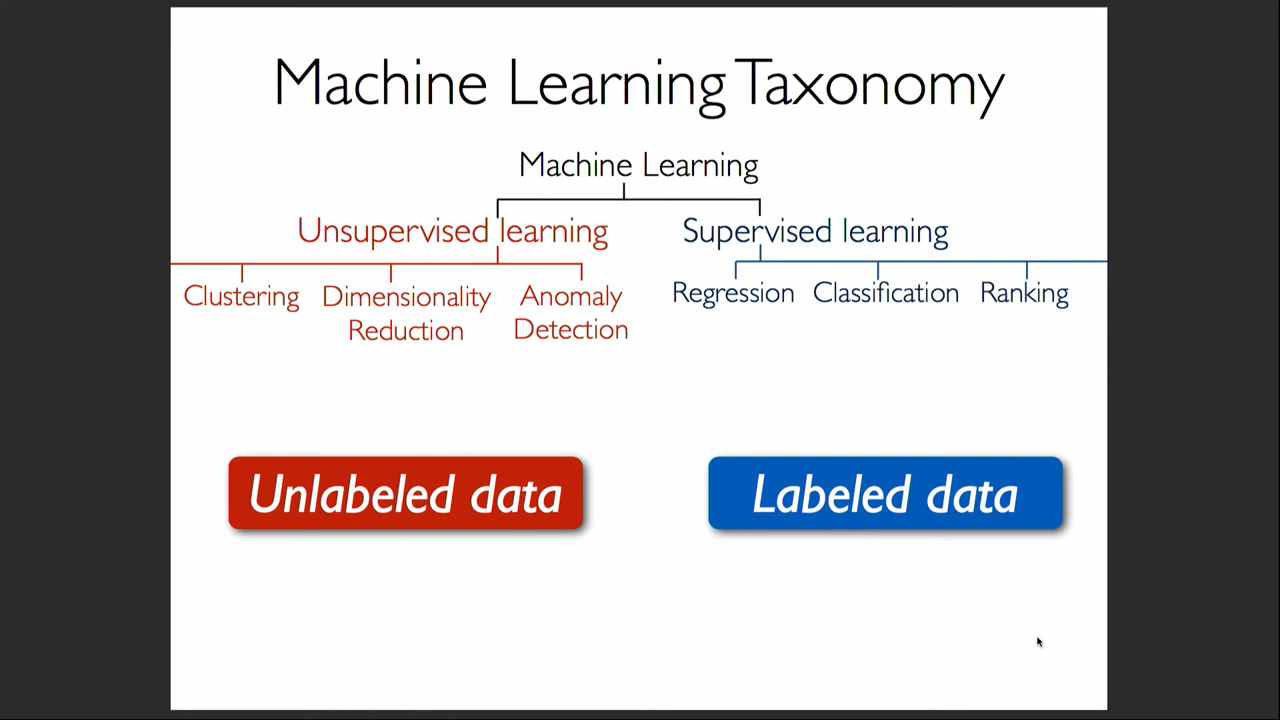 Machine Learning Taxonomy
Machine Learning
Unsupervised learning
Supervised learning
Clustering
Dimensionality
Reduction
Anomaly
Detection
Regression
Classification
Ranking
Unlabeled data
Labeled data